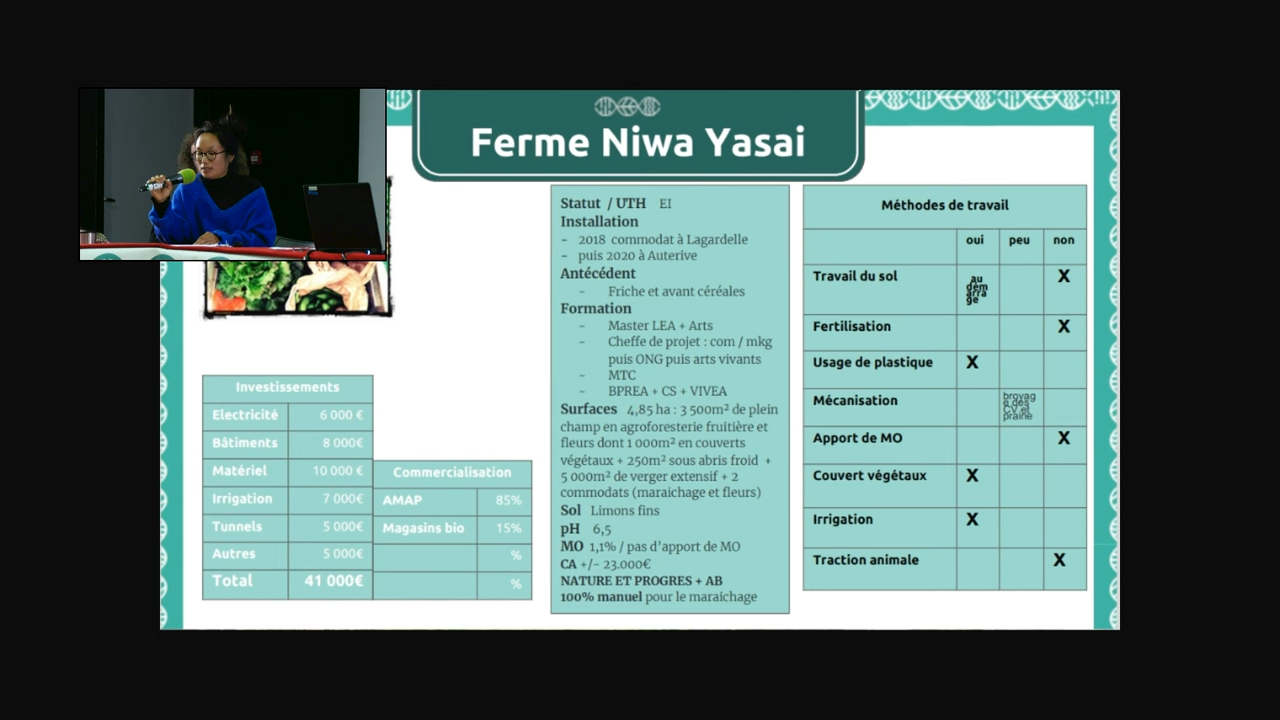 Ferme Niwa Yasai
Investissements
Electricité 6 000 €
Bâtiments 8 000€
Matériel 10 000 €
Irrigation 7 000€
Tunnels 5 000 €
Autres 5 000€
Total 41 000€
Commercialisation
AMAP 85%
Magasins bio 15%
%
%
Statut / UTH EI
Installation
- 2018 commodat à Lagardelle
- puis 2020 à Auterive
Antécédent
- Friche et avant céréales
Formation
- Master LEA + Arts
- Cheffe de projet : com / mkg
puis ONG puis arts vivants
- MTC
- BPREA + CS + VIVEA
Surfaces 4,85 ha : 3 500m² de plein
champ en agroforesterie fruitière et
fleurs dont 1 000m² en couverts
végétaux + 250m² sous abris froid +
5 000m² de verger extensif + 2
commodats (maraichage et fleurs)
Sol Limons fins
pH 6,5
MO 1,1% / pas d'apport de MO
CA +/- 23.000€
NATURE ET PROGRES + AB
100% manuel pour le maraichage
Méthodes de travail
oui peu non
Travail du sol au démarrage X
Fertilisation X
Usage de plastique X
Mécanisation broyage des CV et prairie
Apport de MO X
Couvert végétaux X
Irrigation X
Traction animale X